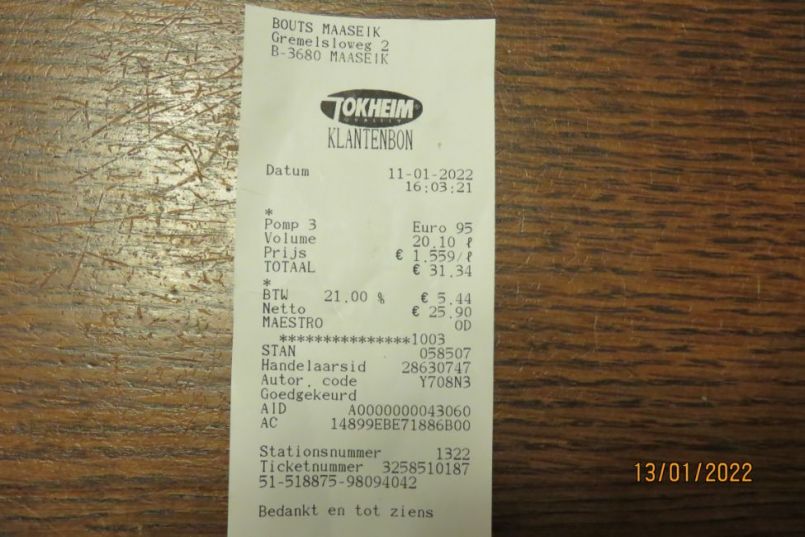 BOUTS MAASEIK
Gremelsloweg 2
B-3680 MAASEIK
TOKHEIM
KLANTENBON
Datum 11-01-2022
16:03:21
*
Pomp 3 Euro 95
Volume 20.10 ℓ
Prijs € 1.559/ℓ
TOTAAL € 31.34
*
BTW 21.00 % € 5.44
Netto € 25.90
MAESTRO OD
***************1003
STAN 058507
Handelaarsid 28630747
Autor. code Y708N3
Goedgekeurd
AID A0000000043060
AC 14899EBE71886B00
Stationsnummer 1322
Ticketnummer 3258510187
51-518875-98094042
Bedankt en tot ziens
13/01/2022